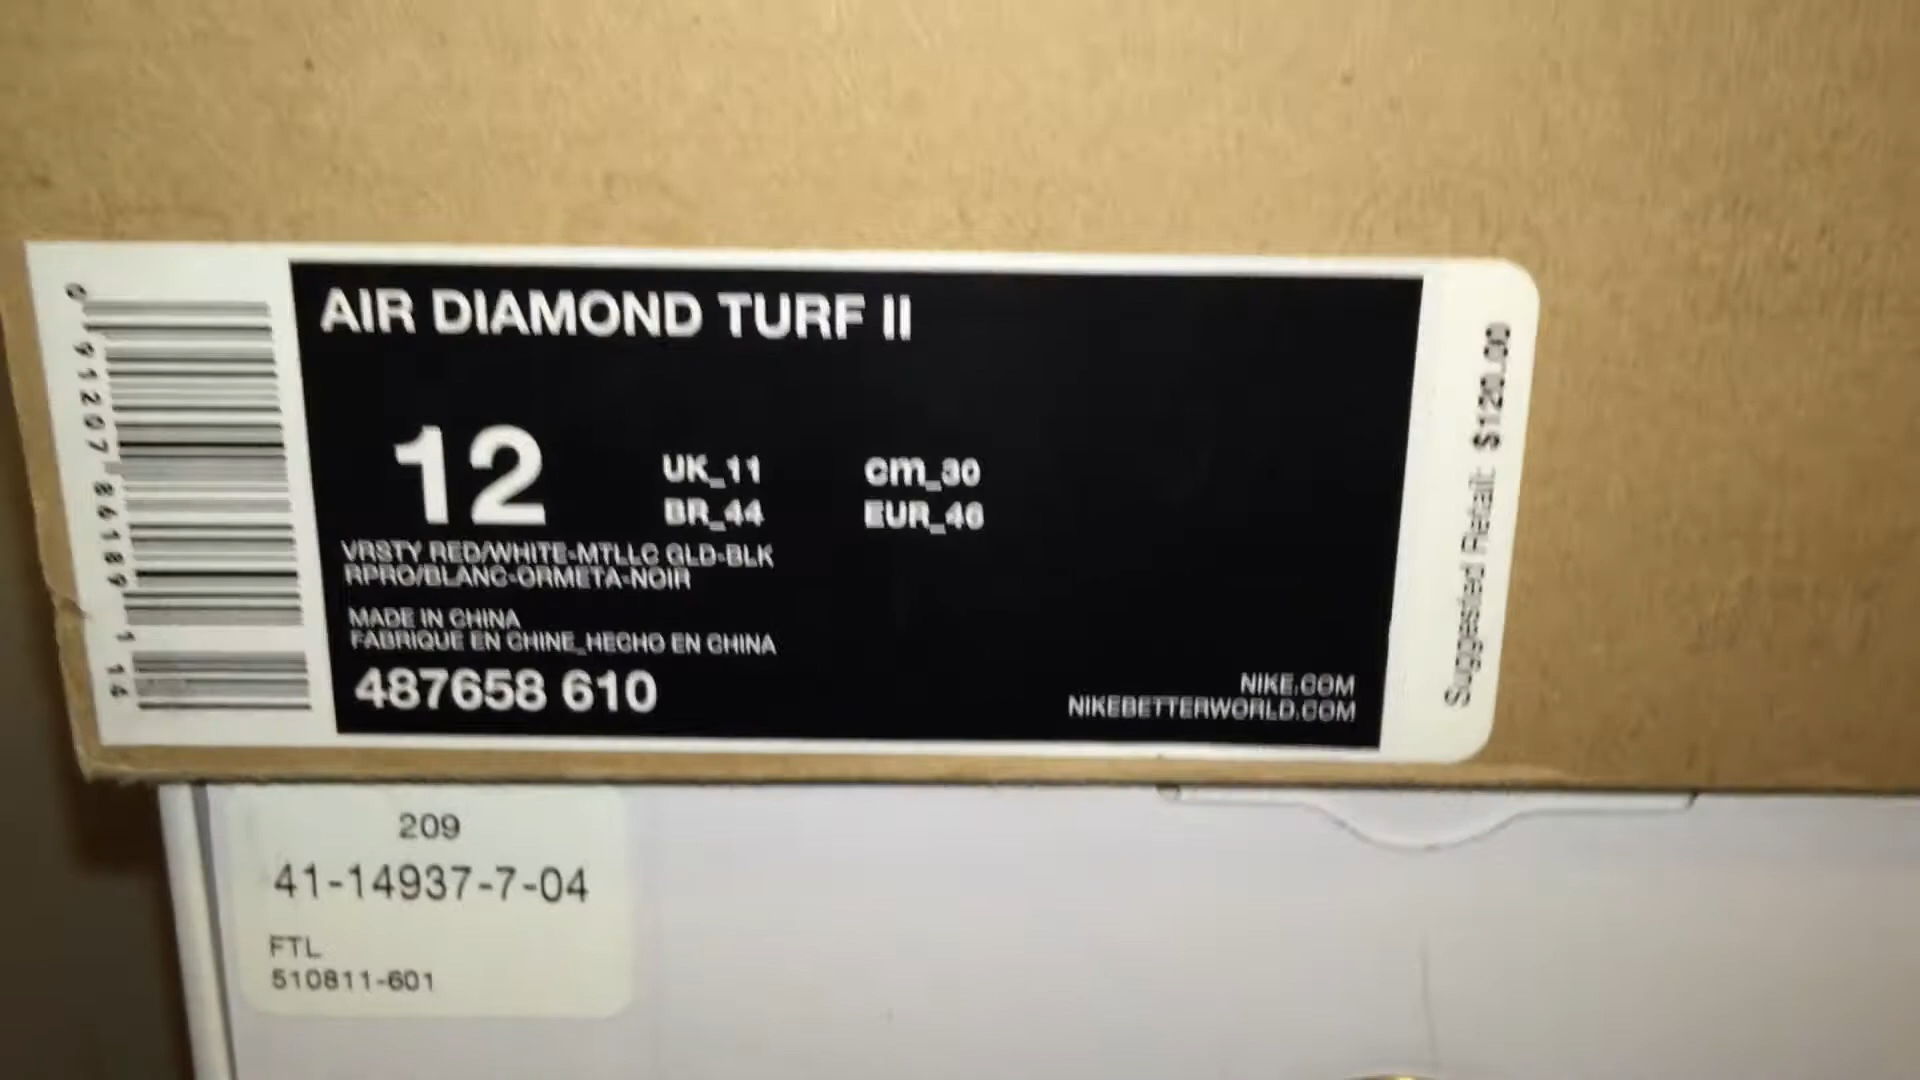 AIR DIAMOND TURF II
12
UK_11 cm_30
BR_44 EUR_46
VRSTY RED/WHITE-MTLLC GLD-BLK
RPRO/BLANC-ORMETA-NOIR
MADE IN CHINA
FABRIQUE EN CHINE_HECHO EN CHINA
487658 610
NIKE.COM
NIKEBETTERWORLD.COM
0 91207 86189 1 14
Suggested Retail: $120.00
209
41-14937-7-04
FTL
510811-601